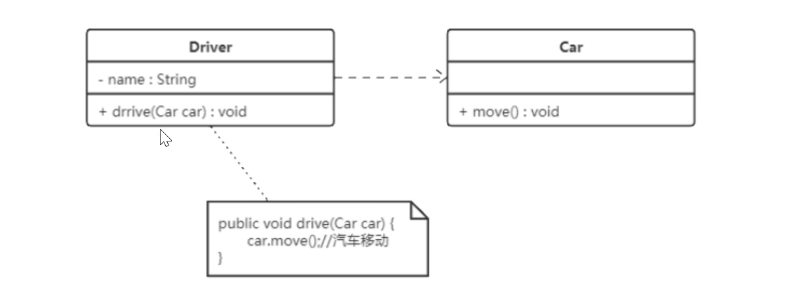 Driver
- name : String
+ drrive(Car car) : void
Car
+ move() : void
public void drive(Car car) {
car.move();//汽车移动
}